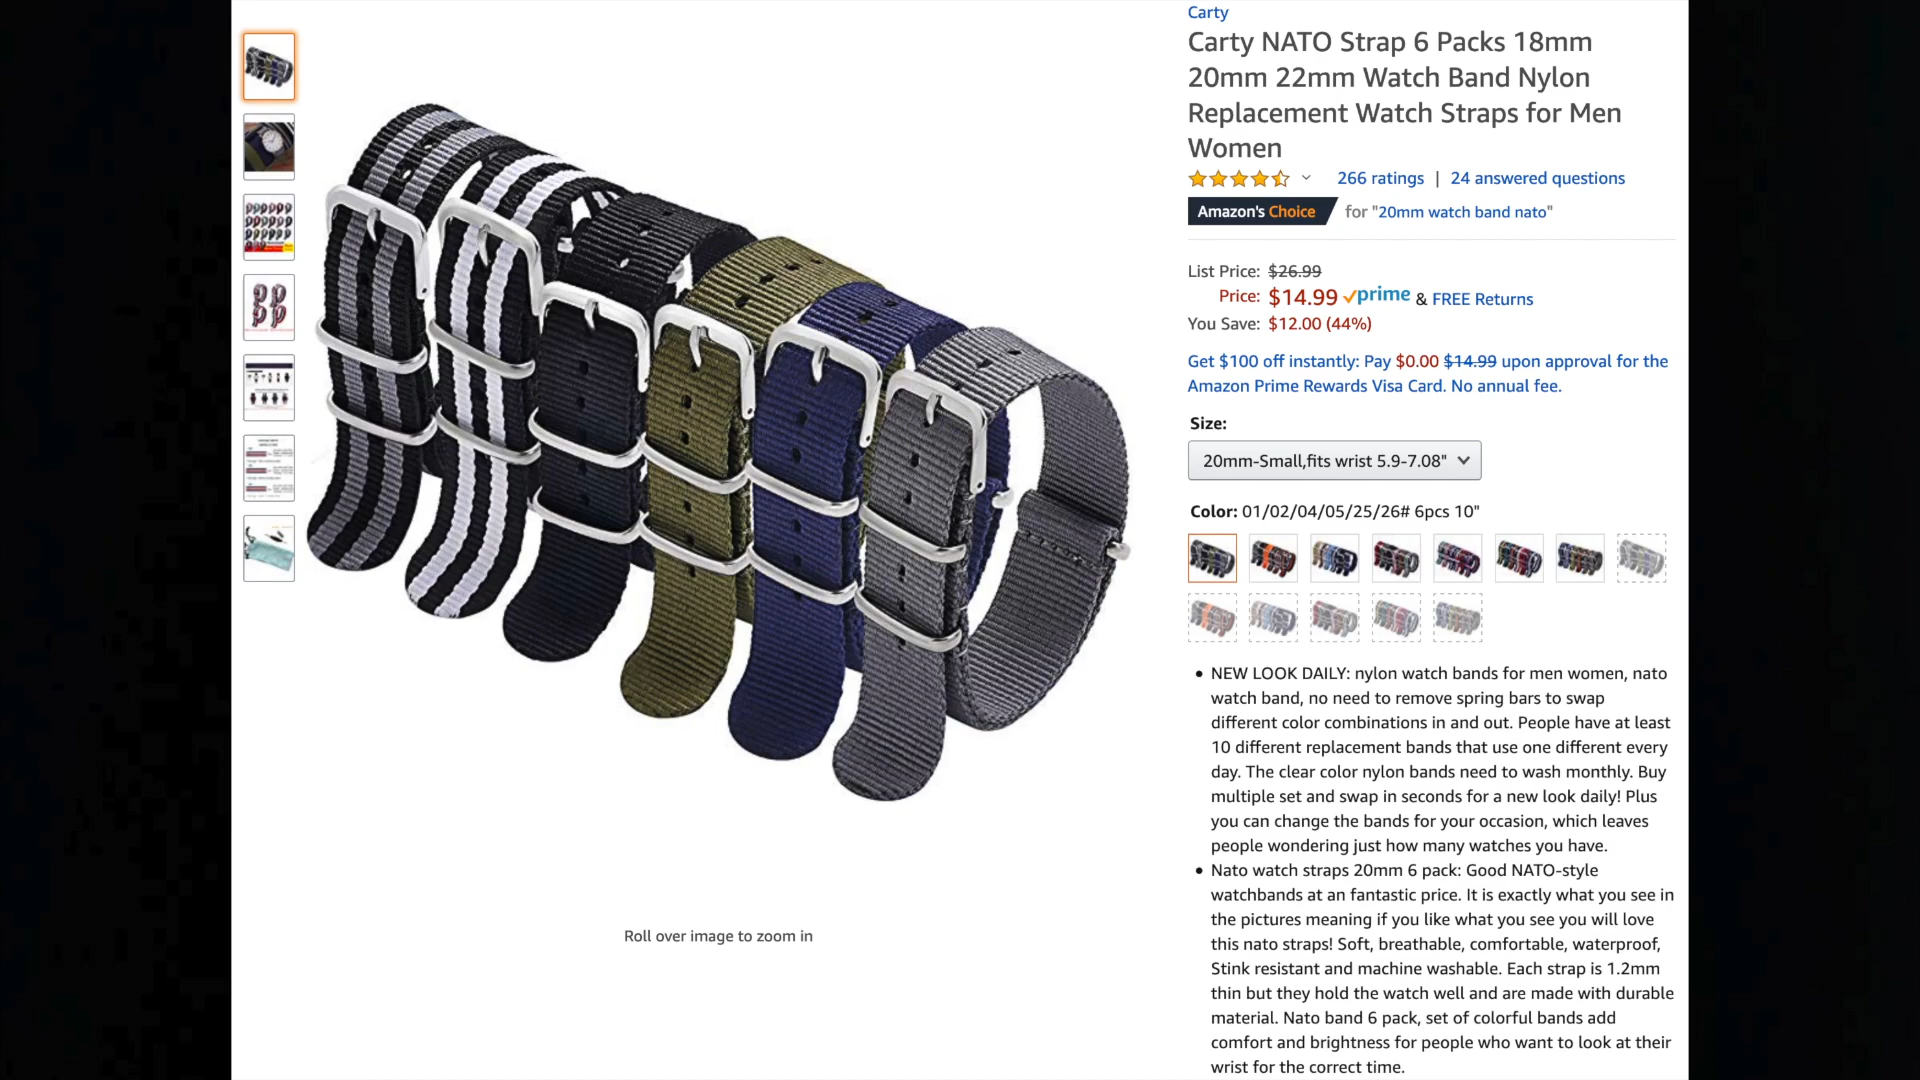 Carty
Carty NATO Strap 6 Packs 18mm
20mm 22mm Watch Band Nylon
Replacement Watch Straps for Men
Women
266 ratings | 24 answered questions
Amazon's Choice for "20mm watch band nato"
List Price: $26.99
Price: $14.99 prime & FREE Returns
You Save: $12.00 (44%)
Get $100 off instantly: Pay $0.00 $14.99 upon approval for the
Amazon Prime Rewards Visa Card. No annual fee.
Size:
20mm-Small,fits wrist 5.9-7.08"
Color: 01/02/04/05/25/26# 6pcs 10"
• NEW LOOK DAILY: nylon watch bands for men women, nato
watch band, no need to remove spring bars to swap
different color combinations in and out. People have at least
10 different replacement bands that use one different every
day. The clear color nylon bands need to wash monthly. Buy
multiple set and swap in seconds for a new look daily! Plus
you can change the bands for your occasion, which leaves
people wondering just how many watches you have.
• Nato watch straps 20mm 6 pack: Good NATO-style
watchbands at an fantastic price. It is exactly what you see in
the pictures meaning if you like what you see you will love
this nato straps! Soft, breathable, comfortable, waterproof,
Stink resistant and machine washable. Each strap is 1.2mm
thin but they hold the watch well and are made with durable
material. Nato band 6 pack, set of colorful bands add
comfort and brightness for people who want to look at their
wrist for the correct time.
Roll over image to zoom in